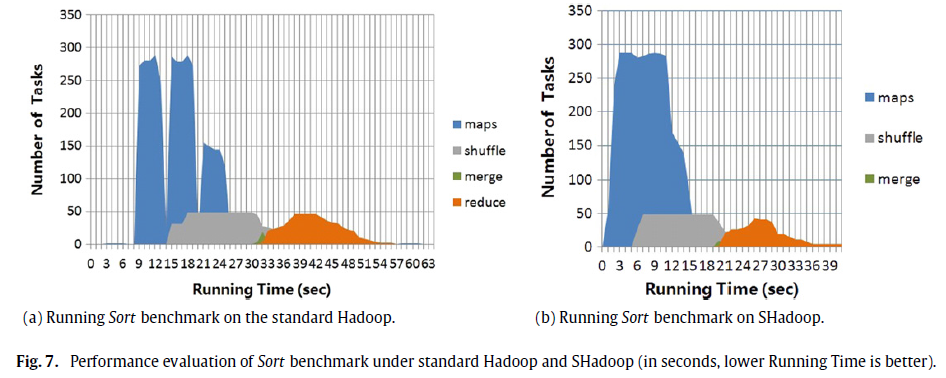 350
300
250
200
150
100
50
0
Number of Tasks
0 3 6 9 12 15 18 21 24 27 30 33 36 39 42 45 48 51 54 57 60 63
Running Time (sec)
maps
shuffle
merge
reduce
(a) Running Sort benchmark on the standard Hadoop.
350
300
250
200
150
100
50
0
Number of Tasks
0 3 6 9 12 15 18 21 24 27 30 33 36 39
Running Time (sec)
maps
shuffle
merge
(b) Running Sort benchmark on SHadoop.
Fig. 7. Performance evaluation of Sort benchmark under standard Hadoop and SHadoop (in seconds, lower Running Time is better).